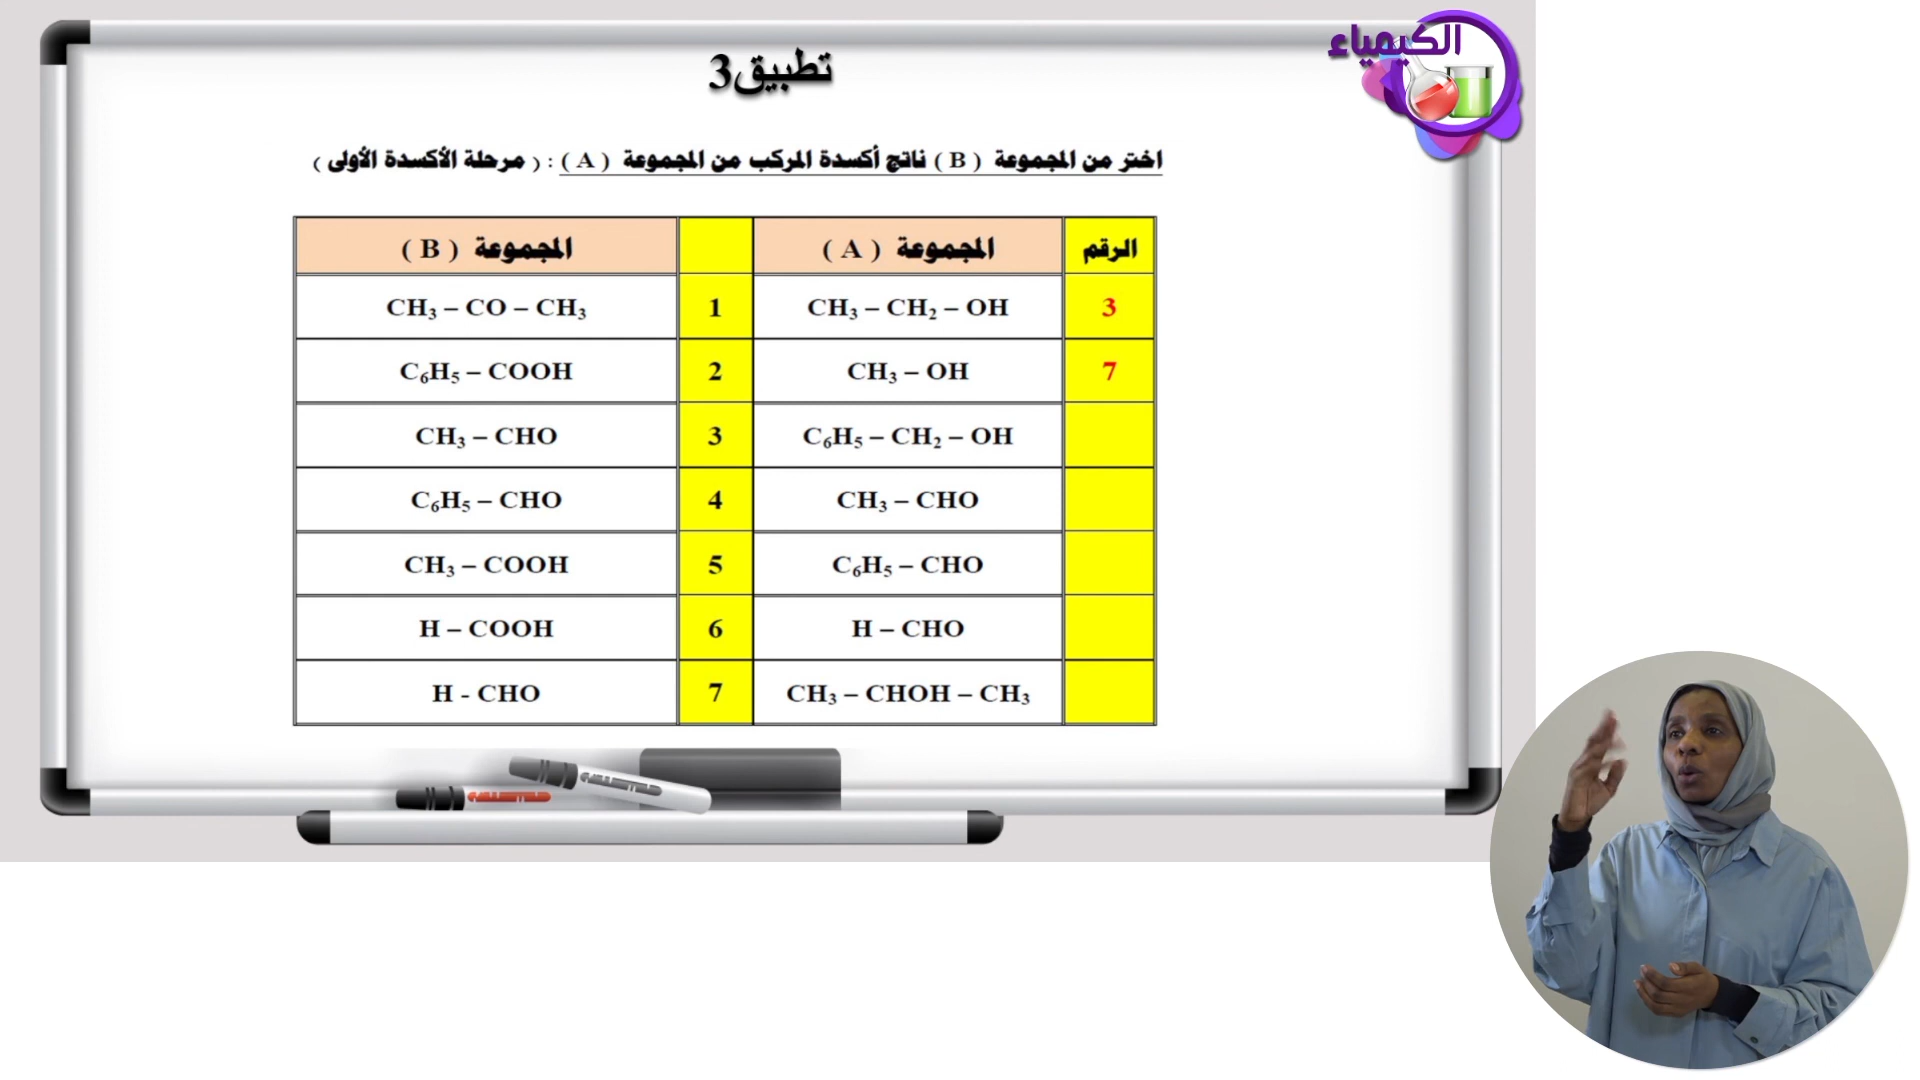 الكيمياء
تطبيق3
اختر من المجموعة ( B ) ناتج أكسدة المركب من المجموعة ( A ) : ( مرحلة الأكسدة الأولى )
الرقم المجموعة ( A ) المجموعة ( B )
3 CH₃ – CH₂ – OH 1 CH₃ – CO – CH₃
7 CH₃ – OH 2 C₆H₅ – COOH
C₆H₅ – CH₂ – OH 3 CH₃ – CHO
CH₃ – CHO 4 C₆H₅ – CHO
C₆H₅ – CHO 5 CH₃ – COOH
H – CHO 6 H – COOH
CH₃ – CHOH – CH₃ 7 H - CHO